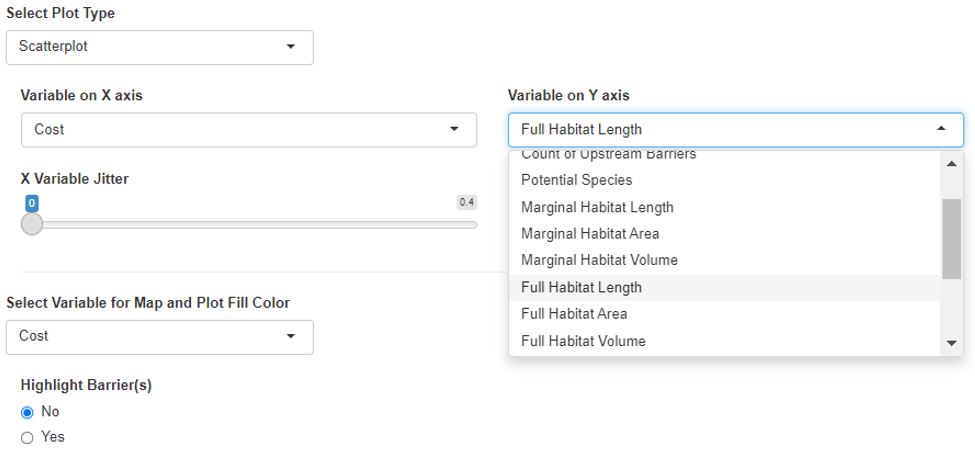 Select Plot Type
Scatterplot
Variable on X axis
Cost
X Variable Jitter
0
0.4
Variable on Y axis
Full Habitat Length
Count of Upstream Barriers
Potential Species
Marginal Habitat Length
Marginal Habitat Area
Marginal Habitat Volume
Full Habitat Length
Full Habitat Area
Full Habitat Volume
Select Variable for Map and Plot Fill Color
Cost
Highlight Barrier(s)
No
Yes